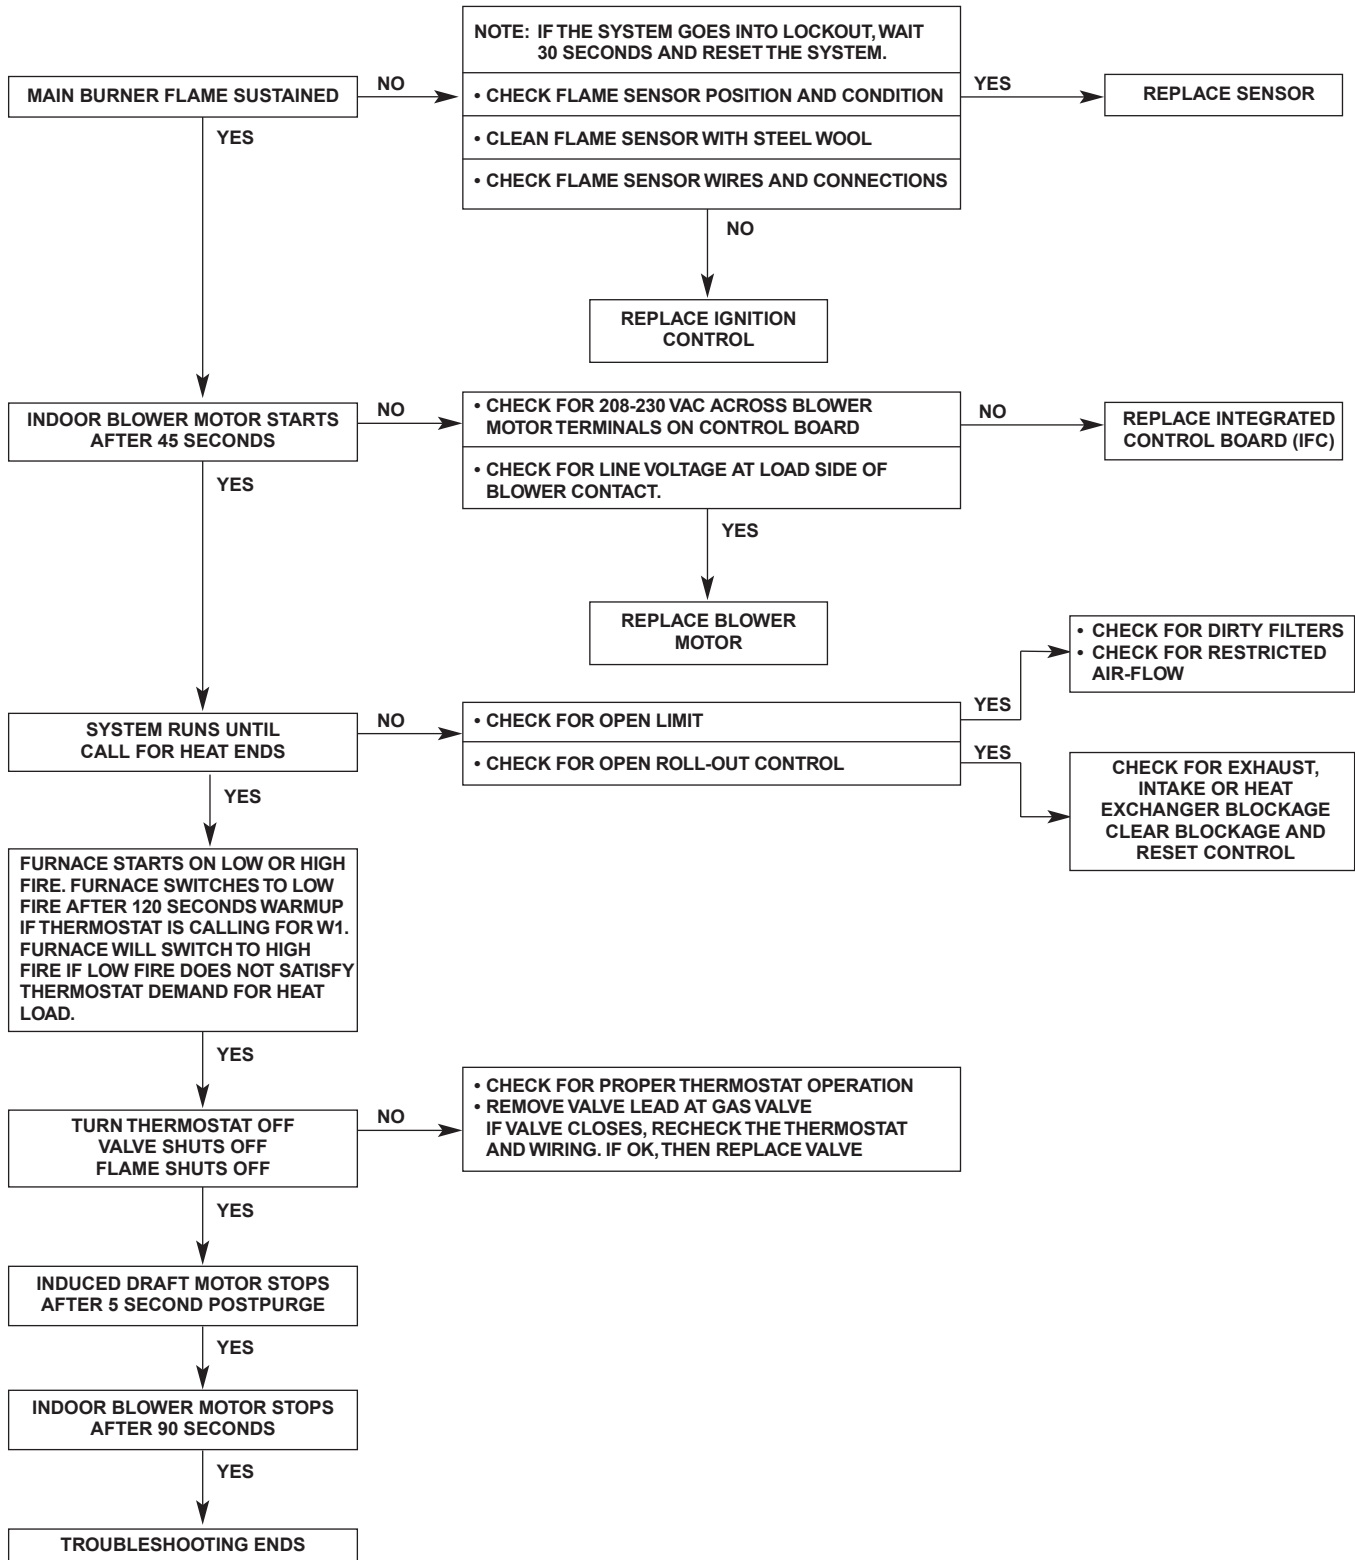 NOTE: IF THE SYSTEM GOES INTO LOCKOUT, WAIT
30 SECONDS AND RESET THE SYSTEM.
MAIN BURNER FLAME SUSTAINED
NO
• CHECK FLAME SENSOR POSITION AND CONDITION
YES
REPLACE SENSOR
YES
• CLEAN FLAME SENSOR WITH STEEL WOOL
• CHECK FLAME SENSOR WIRES AND CONNECTIONS
NO
REPLACE IGNITION
CONTROL
INDOOR BLOWER MOTOR STARTS
AFTER 45 SECONDS
NO
• CHECK FOR 208-230 VAC ACROSS BLOWER
MOTOR TERMINALS ON CONTROL BOARD
NO
REPLACE INTEGRATED
CONTROL BOARD (IFC)
YES
• CHECK FOR LINE VOLTAGE AT LOAD SIDE OF
BLOWER CONTACT.
YES
REPLACE BLOWER
MOTOR
• CHECK FOR DIRTY FILTERS
• CHECK FOR RESTRICTED
AIR-FLOW
SYSTEM RUNS UNTIL
CALL FOR HEAT ENDS
NO
• CHECK FOR OPEN LIMIT
YES
• CHECK FOR OPEN ROLL-OUT CONTROL
YES
CHECK FOR EXHAUST,
INTAKE OR HEAT
EXCHANGER BLOCKAGE
CLEAR BLOCKAGE AND
RESET CONTROL
YES
FURNACE STARTS ON LOW OR HIGH
FIRE. FURNACE SWITCHES TO LOW
FIRE AFTER 120 SECONDS WARMUP
IF THERMOSTAT IS CALLING FOR W1.
FURNACE WILL SWITCH TO HIGH
FIRE IF LOW FIRE DOES NOT SATISFY
THERMOSTAT DEMAND FOR HEAT
LOAD.
YES
TURN THERMOSTAT OFF
VALVE SHUTS OFF
FLAME SHUTS OFF
NO
• CHECK FOR PROPER THERMOSTAT OPERATION
• REMOVE VALVE LEAD AT GAS VALVE
IF VALVE CLOSES, RECHECK THE THERMOSTAT
AND WIRING. IF OK, THEN REPLACE VALVE
YES
INDUCED DRAFT MOTOR STOPS
AFTER 5 SECOND POSTPURGE
YES
INDOOR BLOWER MOTOR STOPS
AFTER 90 SECONDS
YES
TROUBLESHOOTING ENDS